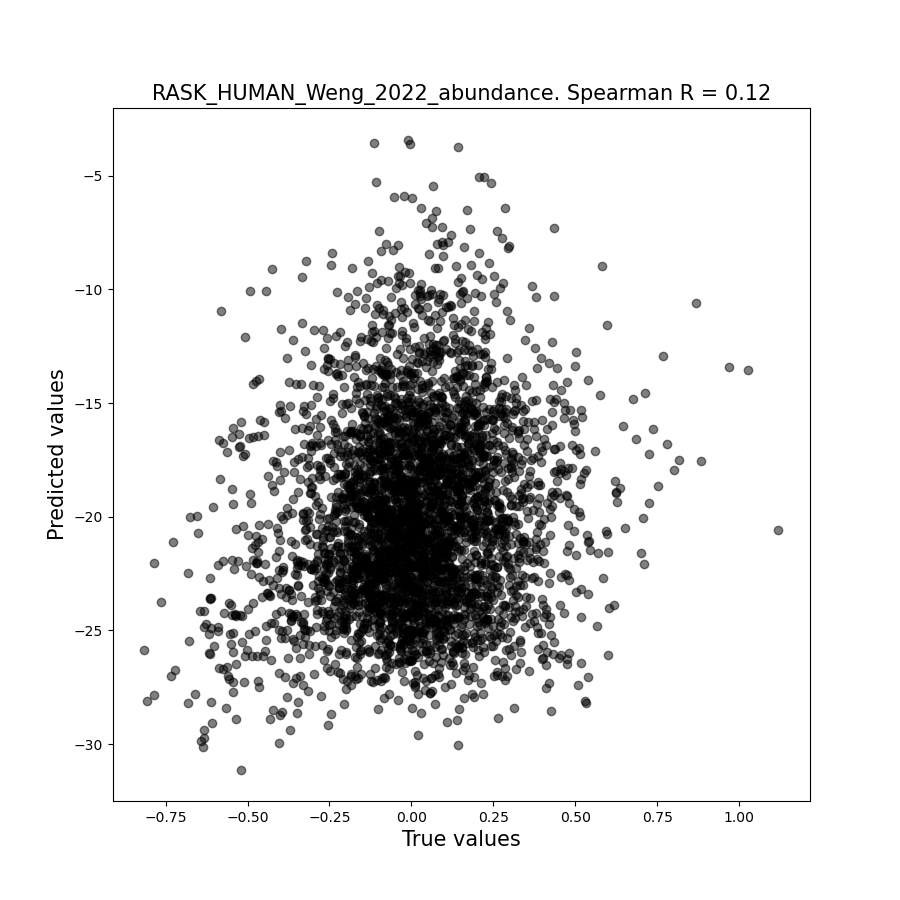 RASK_HUMAN_Weng_2022_abundance. Spearman R = 0.12
−5
−10
−15
−20
−25
−30
Predicted values
−0.75 −0.50 −0.25 0.00 0.25 0.50 0.75 1.00
True values